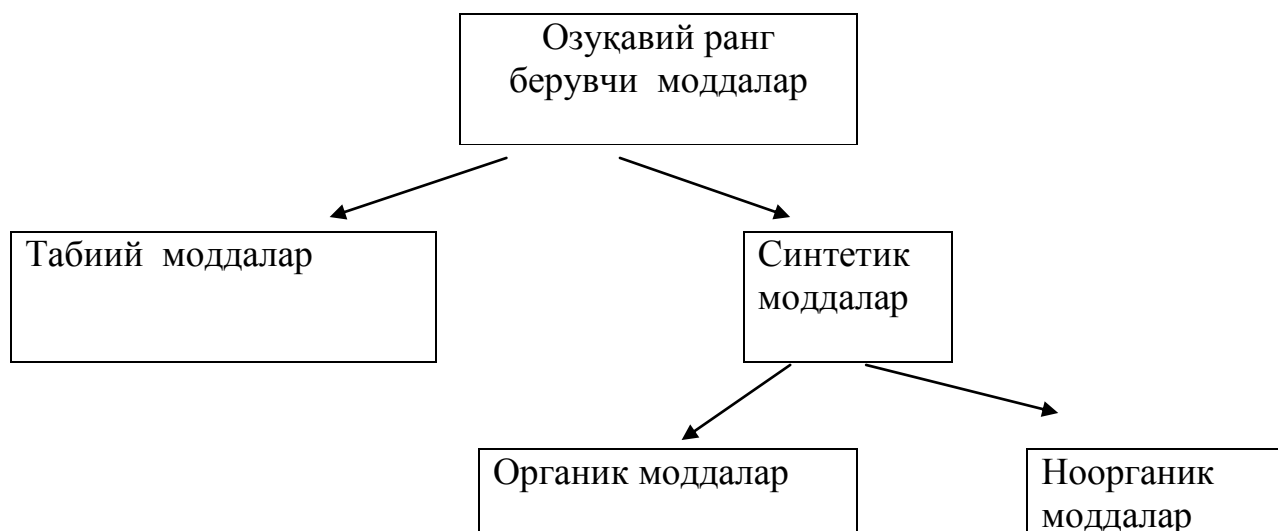 Озуқавий ранг
берувчи моддалар
Табиий моддалар
Синтетик
моддалар
Органик моддалар
Ноорганик
моддалар